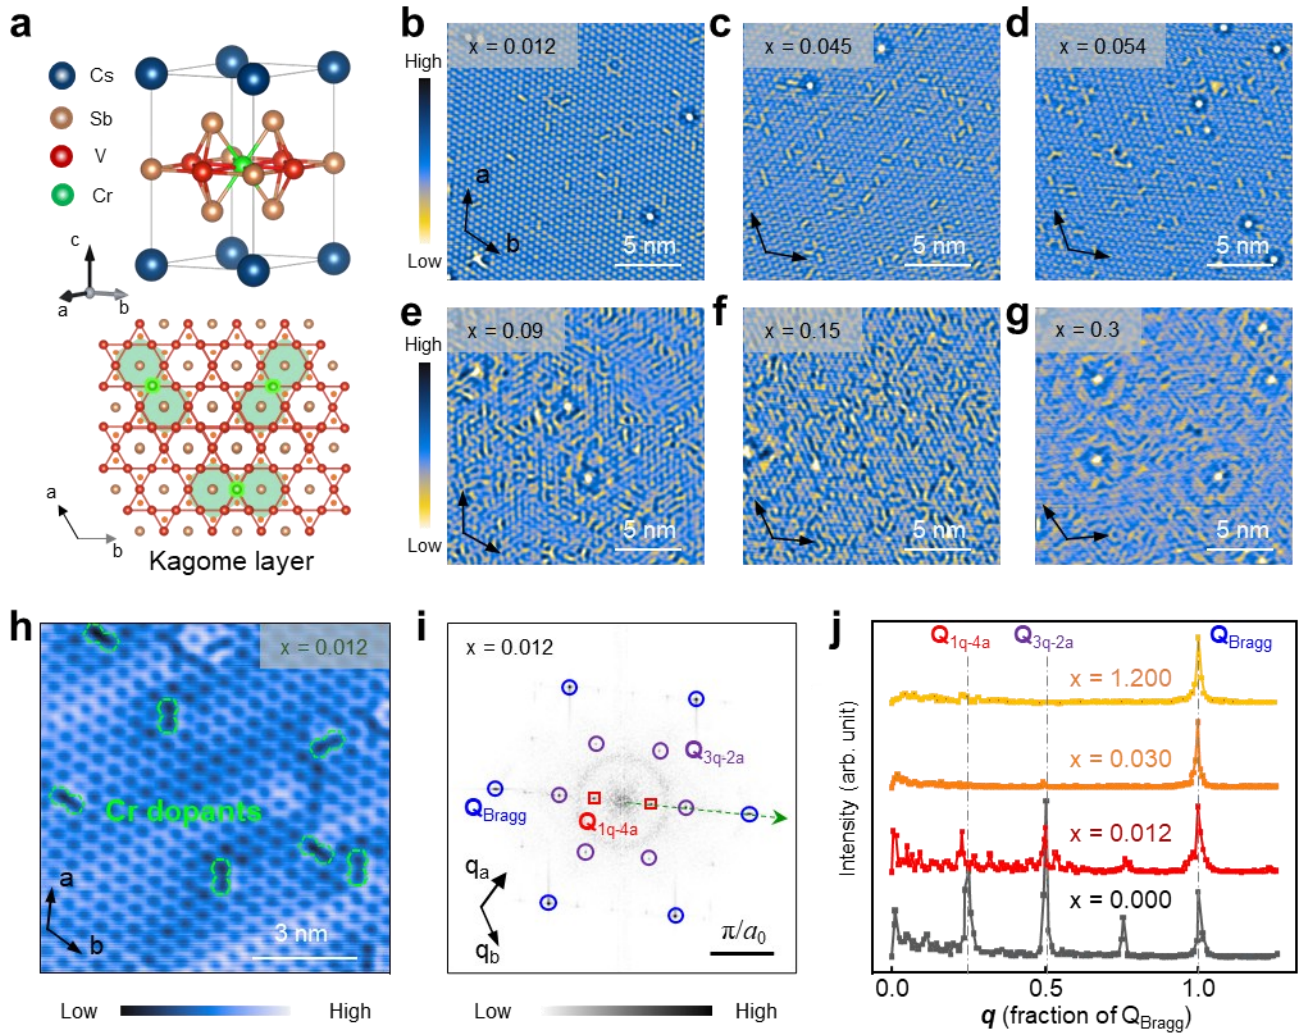 a
Cs
Sb
V
Cr
c
a
b
a
b
Kagome layer
b
x = 0.012
High
Low
a
b
5 nm
c
x = 0.045
5 nm
d
x = 0.054
5 nm
e
x = 0.09
High
Low
5 nm
f
x = 0.15
5 nm
g
x = 0.3
5 nm
h
x = 0.012
Cr dopants
a
b
3 nm
Low
High
i
x = 0.012
Q3q-2a
QBragg
Q1q-4a
qa
qb
π/a0
Low
High
j
Q1q-4a
Q3q-2a
QBragg
x = 1.200
x = 0.030
x = 0.012
x = 0.000
Intensity (arb. unit)
0.0
0.5
1.0
q (fraction of QBragg)